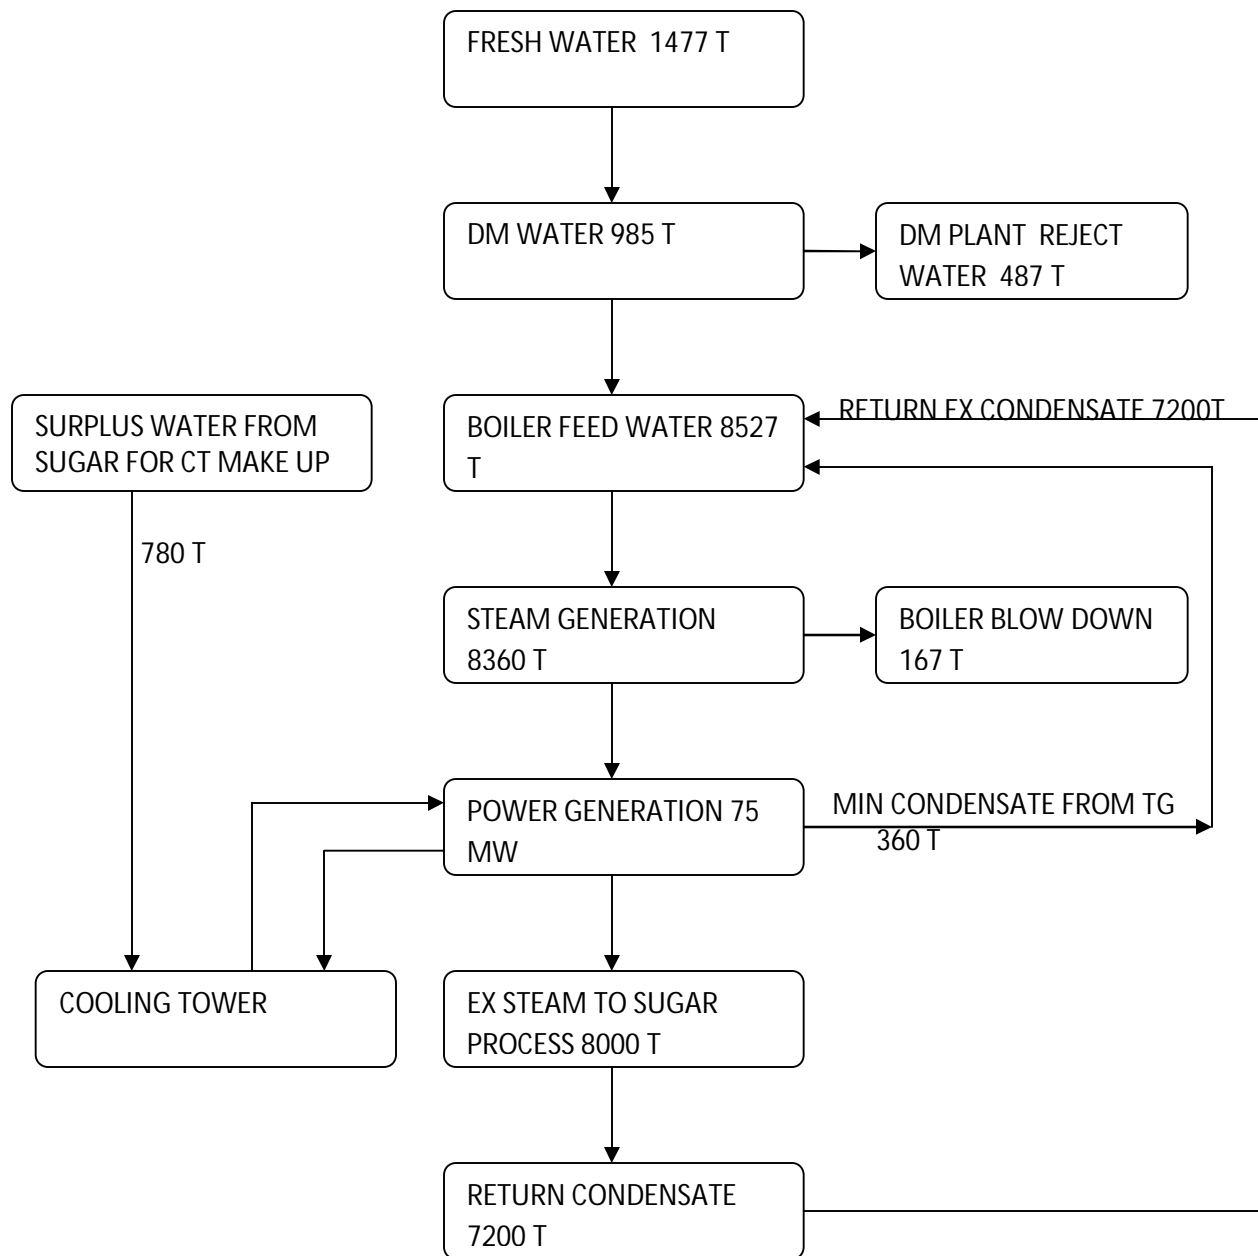 FRESH WATER  1477 T
DM WATER 985 T
DM PLANT  REJECT
WATER  487 T
SURPLUS WATER FROM
SUGAR FOR CT MAKE UP
BOILER FEED WATER 8527
T
RETURN EX CONDENSATE 7200T
780 T
STEAM GENERATION
8360 T
BOILER BLOW DOWN
167 T
POWER GENERATION 75
MW
MIN CONDENSATE FROM TG
360 T
COOLING TOWER
EX STEAM TO SUGAR
PROCESS 8000 T
RETURN CONDENSATE
7200 T